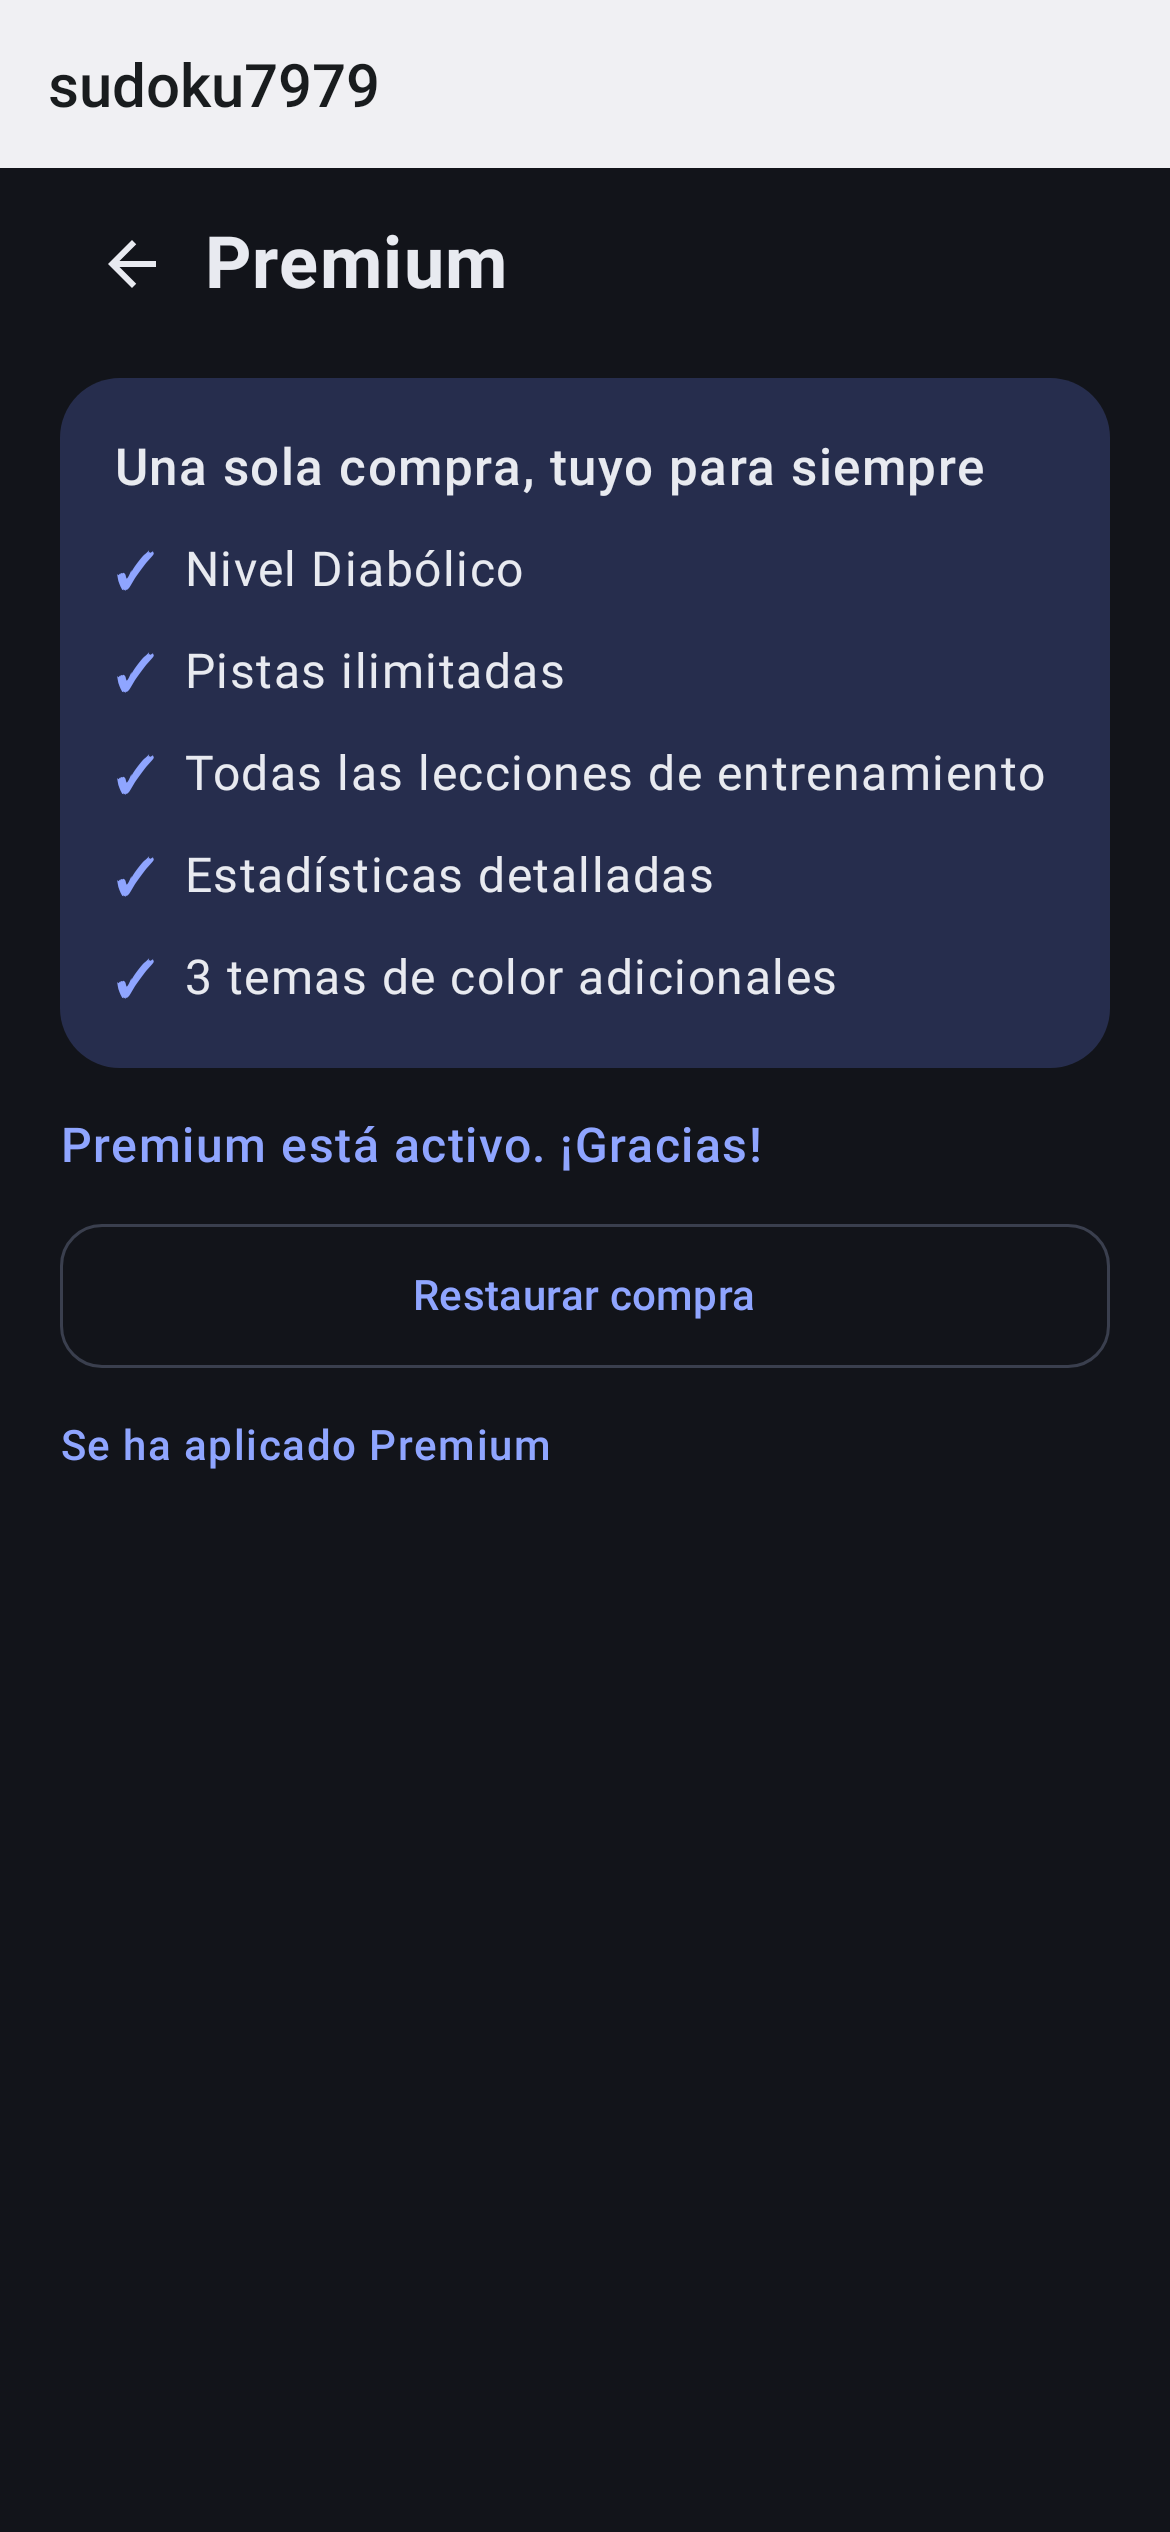 sudoku7979
Premium
Una sola compra, tuyo para siempre
✓ Nivel Diabólico
✓ Pistas ilimitadas
✓ Todas las lecciones de entrenamiento
✓ Estadísticas detalladas
✓ 3 temas de color adicionales
Premium está activo. ¡Gracias!
Restaurar compra
Se ha aplicado Premium